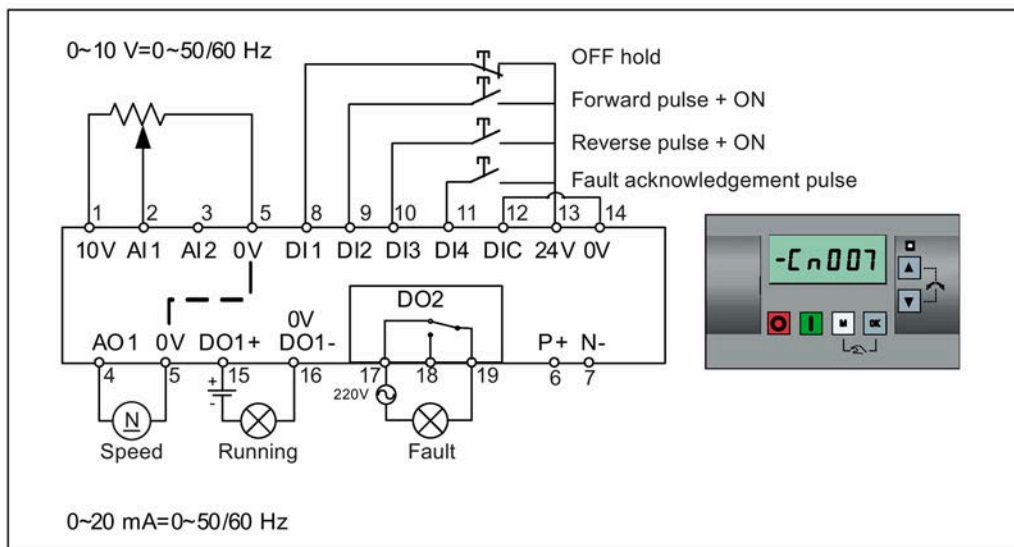 0~10 V=0~50/60 Hz
OFF hold
Forward pulse + ON
Reverse pulse + ON
Fault acknowledgement pulse
1 2 3 5 8 9 10 11 12 13 14
10V AI1 AI2 0V DI1 DI2 DI3 DI4 DIC 24V 0V
-Cn007
DO2
0V
AO1 0V DO1+ DO1- P+ N-
4 5 15 16 17 18 19 6 7
M OK
+
-
220V
N
Speed Running Fault
0~20 mA=0~50/60 Hz